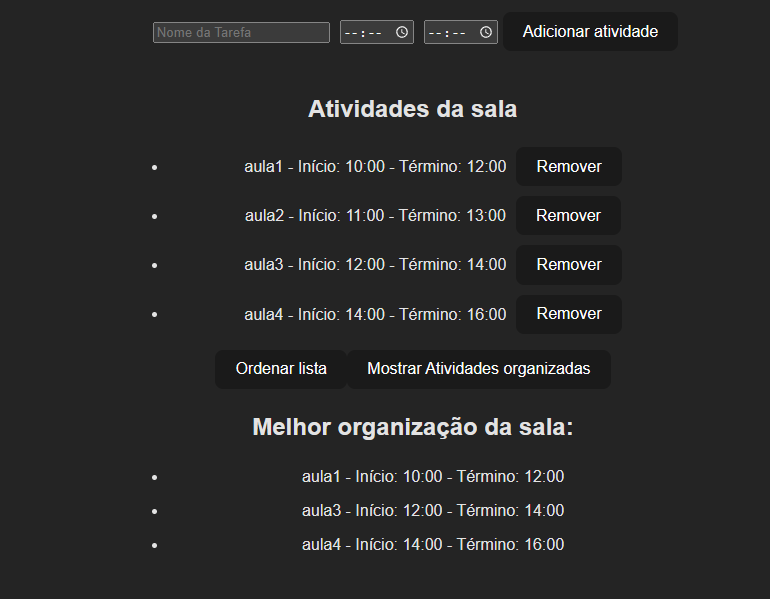 Nome da Tarefa --:-- --:-- Adicionar atividade
Atividades da sala
aula1 - Início: 10:00 - Término: 12:00 Remover
aula2 - Início: 11:00 - Término: 13:00 Remover
aula3 - Início: 12:00 - Término: 14:00 Remover
aula4 - Início: 14:00 - Término: 16:00 Remover
Ordenar lista Mostrar Atividades organizadas
Melhor organização da sala:
aula1 - Início: 10:00 - Término: 12:00
aula3 - Início: 12:00 - Término: 14:00
aula4 - Início: 14:00 - Término: 16:00